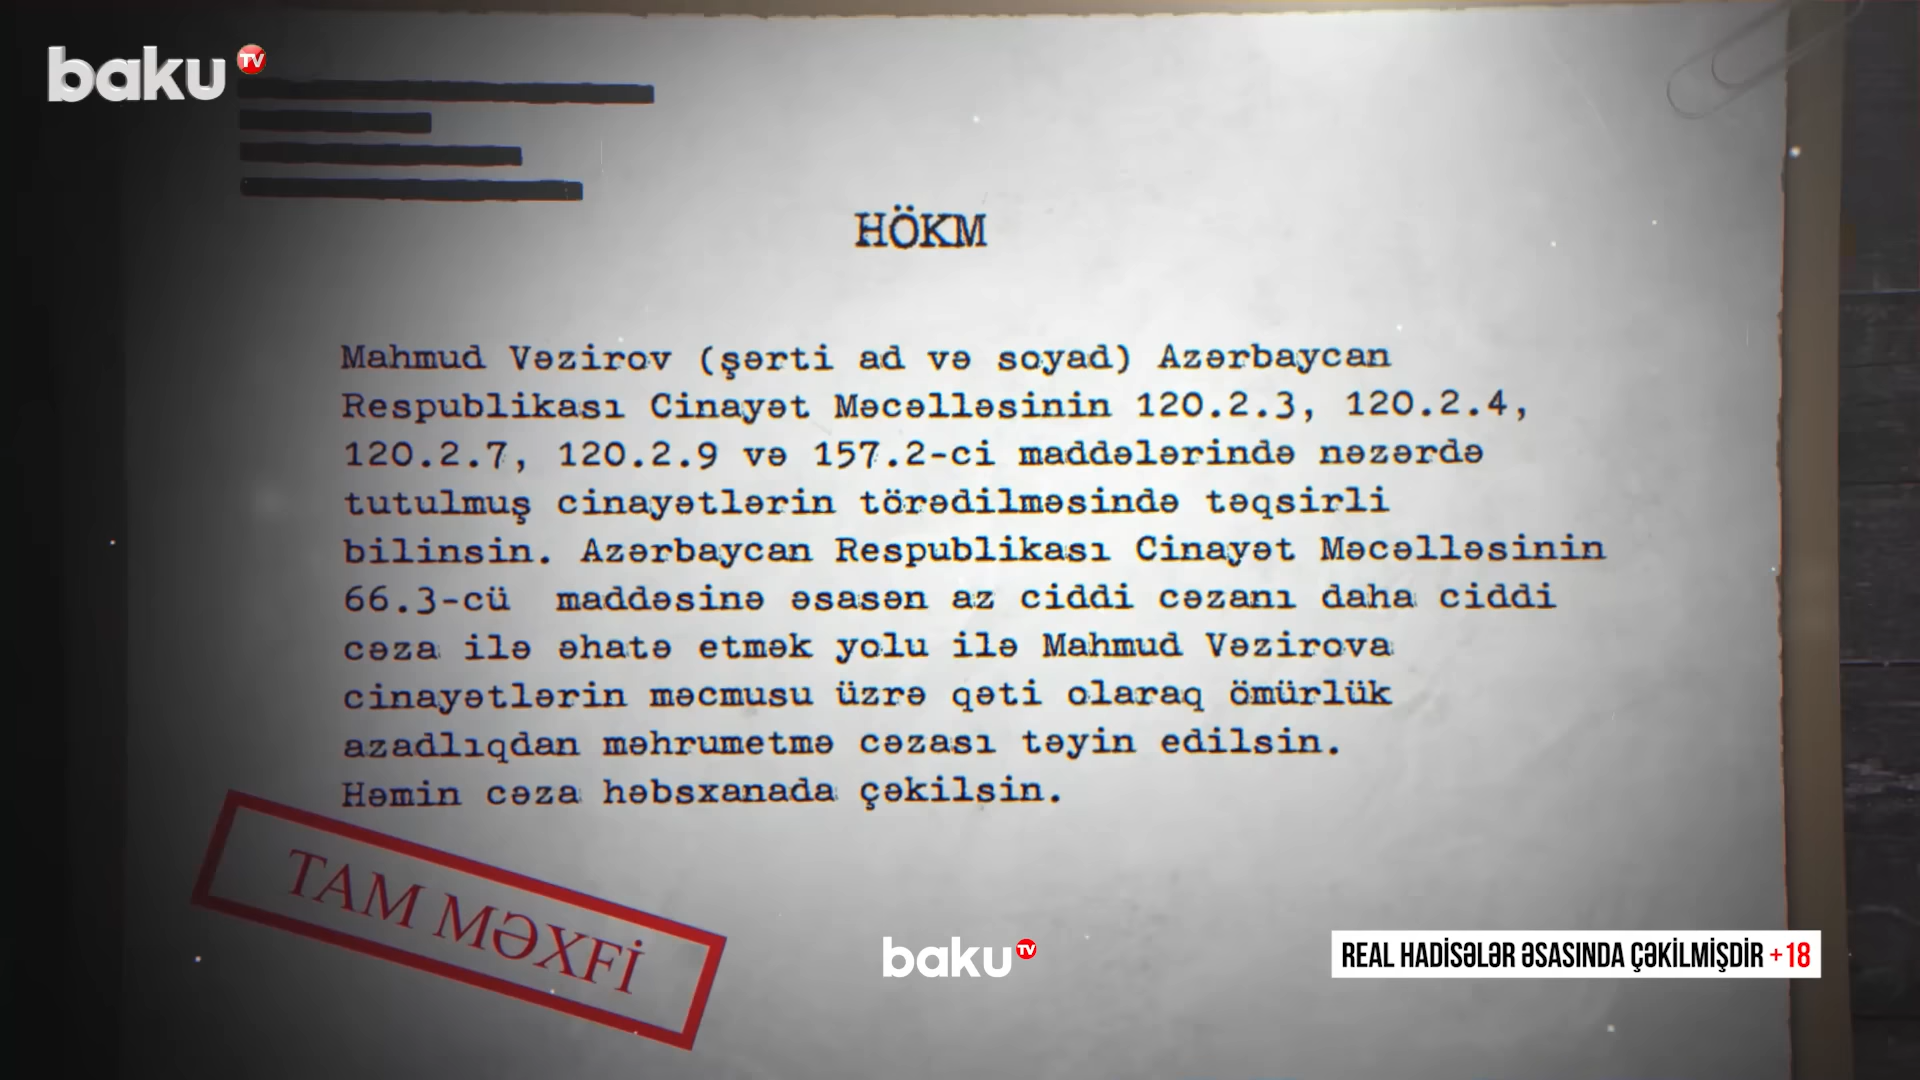 baku TV
HÖKM
Mahmud Vəzirov (şərti ad və soyad) Azərbaycan
Respublikası Cinayət Məcəlləsinin 120.2.3, 120.2.4,
120.2.7, 120.2.9 və 157.2-ci maddələrində nəzərdə
tutulmuş cinayətlərin törədilməsində təqsirli
bilinsin. Azərbaycan Respublikası Cinayət Məcəlləsinin
66.3-cü maddəsinə əsasən az ciddi cəzanı daha ciddi
cəza ilə əhatə etmək yolu ilə Mahmud Vəzirova
cinayətlərin məcmusu üzrə qəti olaraq ömürlük
azadlıqdan məhrumetmə cəzası təyin edilsin.
Həmin cəza həbsxanada çəkilsin.
TAM MƏXFİ
baku TV
REAL HADİSƏLƏR ƏSASINDA ÇƏKİLMİŞDİR +18